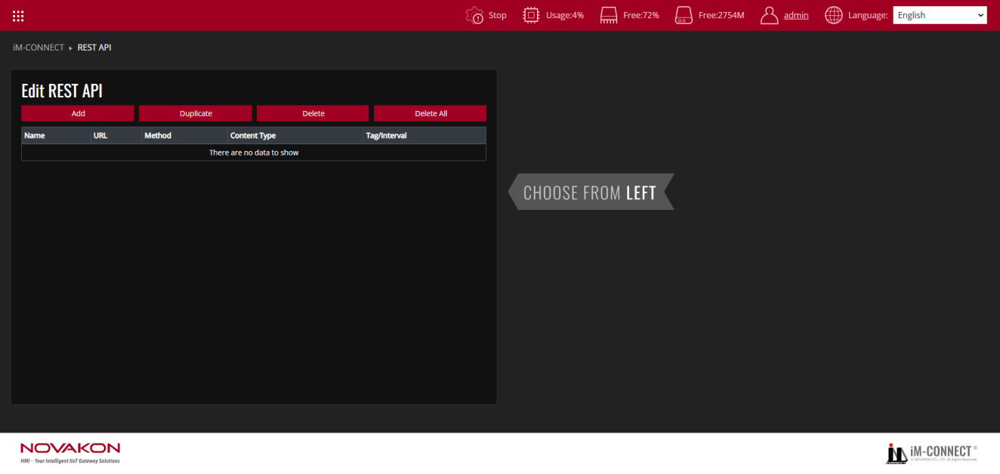 Stop Usage:4% Free:72% Free:2754M admin Language: English
iM-CONNECT ▸ REST API
Edit REST API
Add Duplicate Delete Delete All
Name URL Method Content Type Tag/Interval
There are no data to show
CHOOSE FROM LEFT
NOVAKON
HMI – Your Intelligent IIoT Gateway Solutions
iM-CONNECT ®
© NOVAKON CO., LTD. All Rights Reserved.